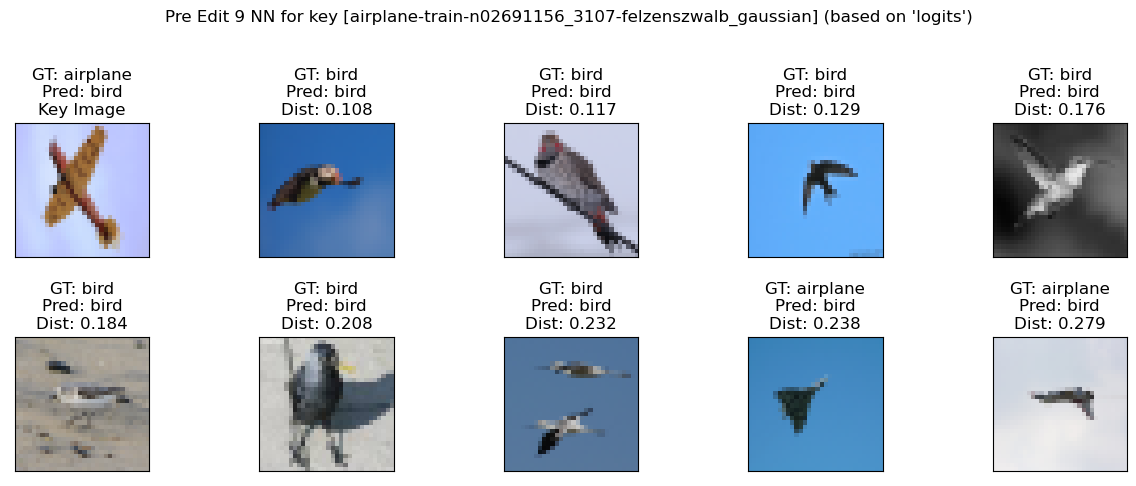 Pre Edit 9 NN for key [airplane-train-n02691156_3107-felzenszwalb_gaussian] (based on 'logits')
GT: airplane
Pred: bird
Key Image
GT: bird
Pred: bird
Dist: 0.108
GT: bird
Pred: bird
Dist: 0.117
GT: bird
Pred: bird
Dist: 0.129
GT: bird
Pred: bird
Dist: 0.176
GT: bird
Pred: bird
Dist: 0.184
GT: bird
Pred: bird
Dist: 0.208
GT: bird
Pred: bird
Dist: 0.232
GT: airplane
Pred: bird
Dist: 0.238
GT: airplane
Pred: bird
Dist: 0.279